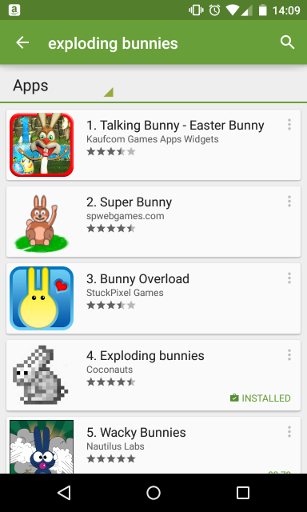 14:09
exploding bunnies
Apps
1. Talking Bunny - Easter Bunny
Kaufcom Games Apps Widgets
2. Super Bunny
spwebgames.com
3. Bunny Overload
StuckPixel Games
4. Exploding bunnies
Coconauts
INSTALLED
5. Wacky Bunnies
Nautilus Labs